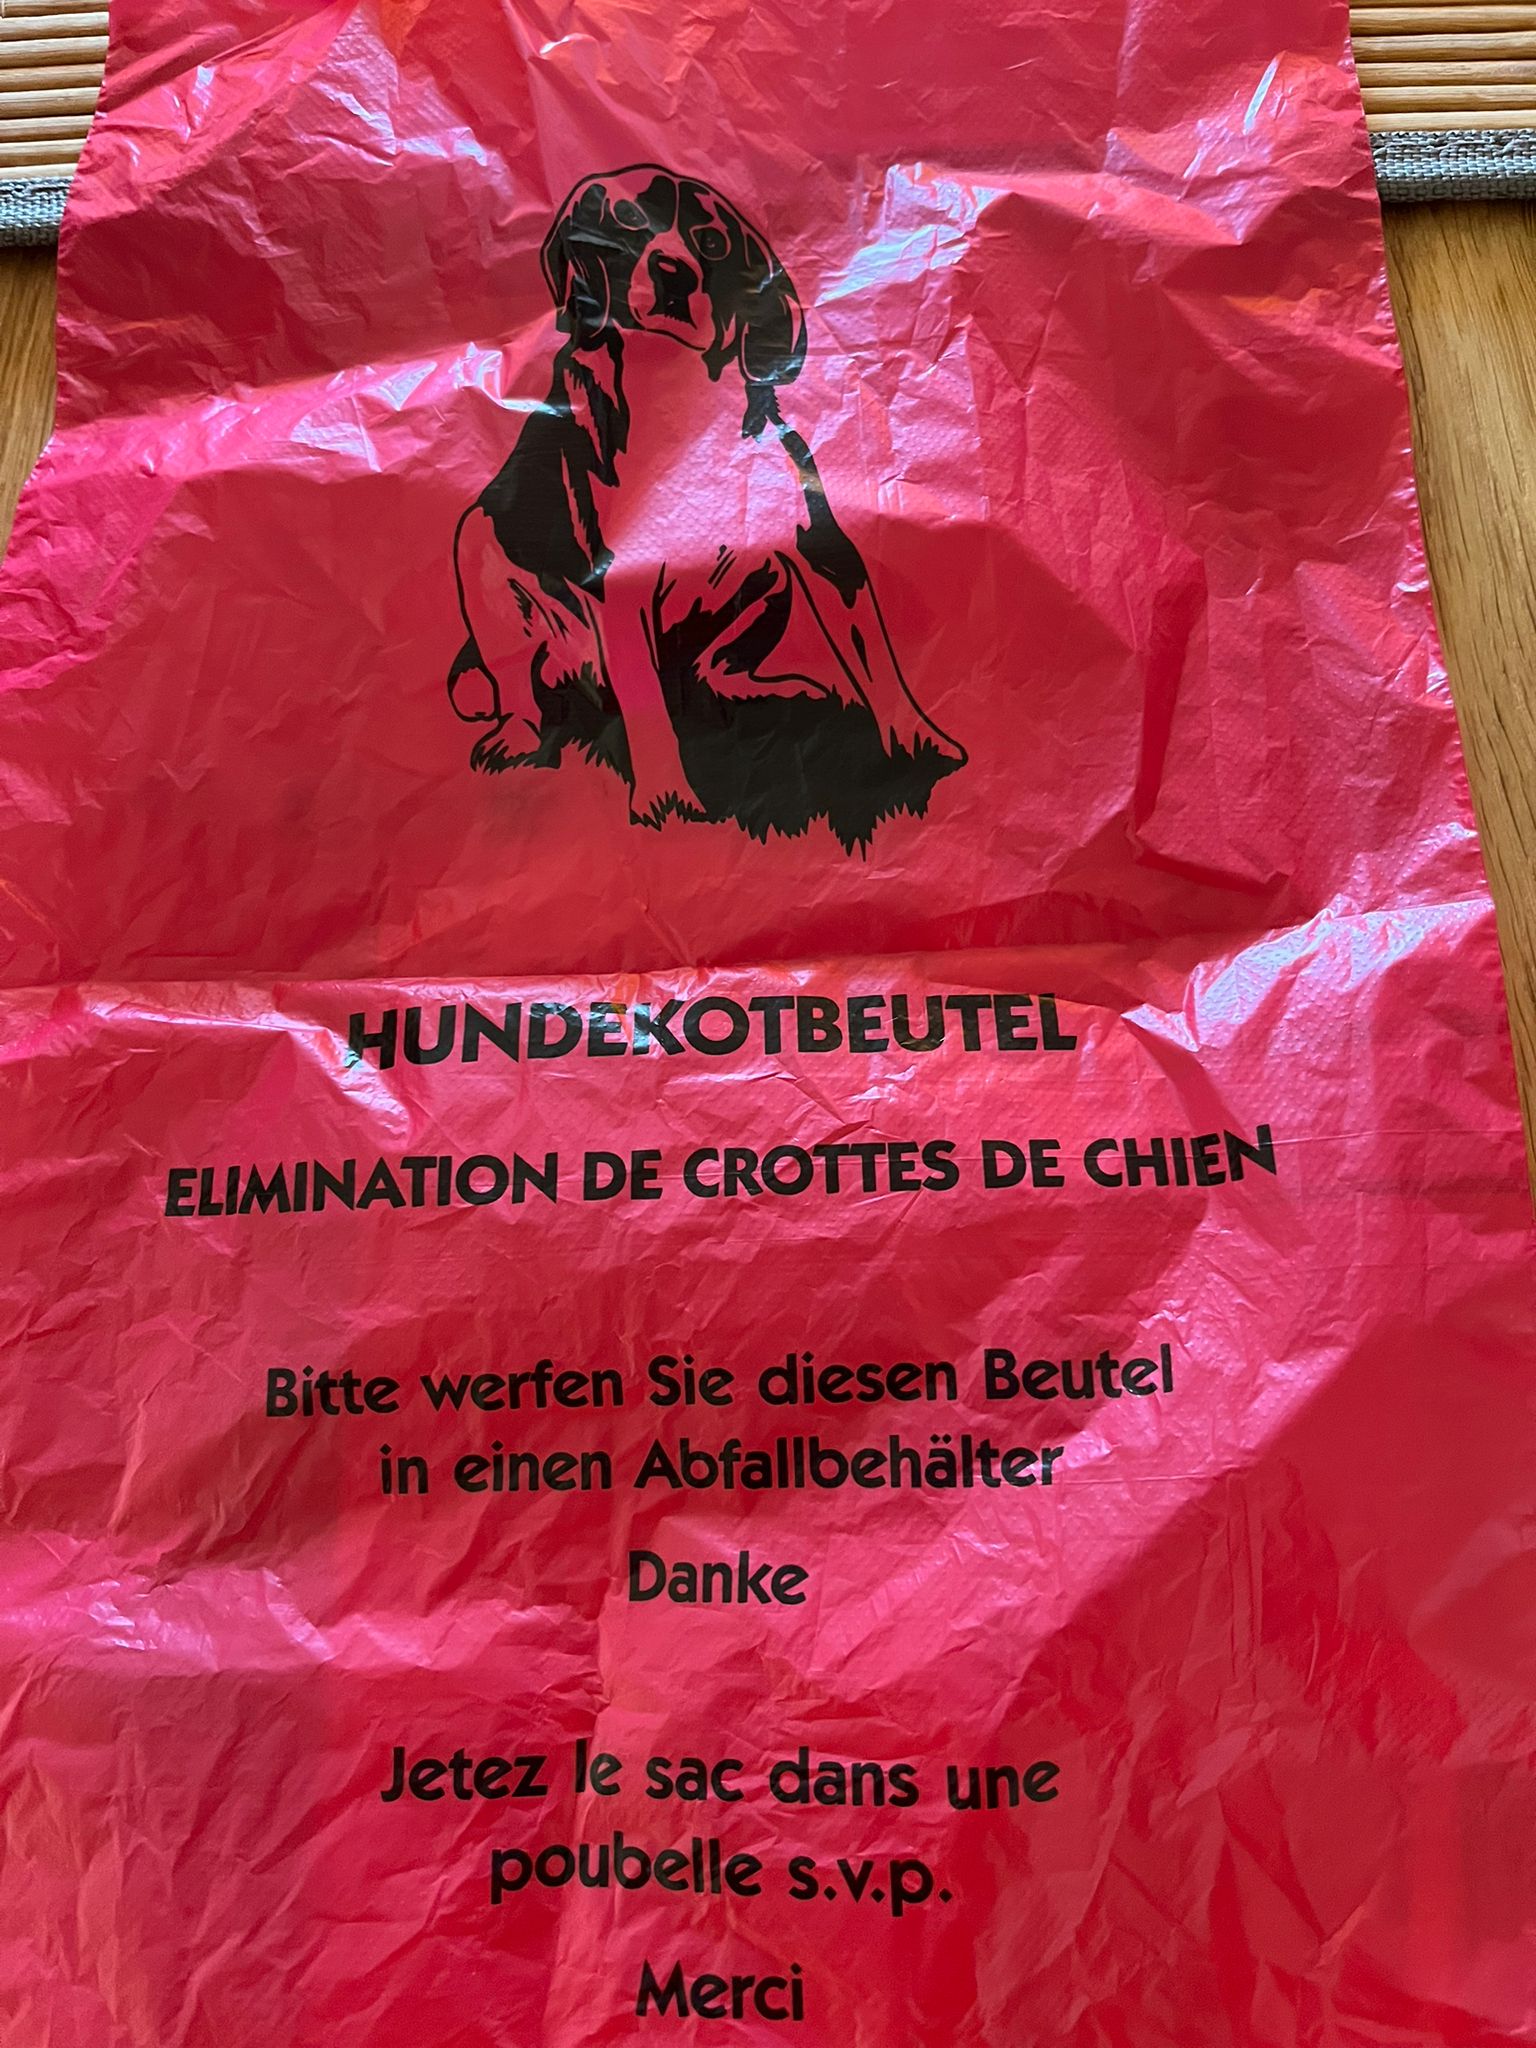 HUNDEKOTBEUTEL
ELIMINATION DE CROTTES DE CHIEN
Bitte werfen Sie diesen Beutel
in einen Abfallbehälter
Danke
Jetez le sac dans une
poubelle s.v.p.
Merci